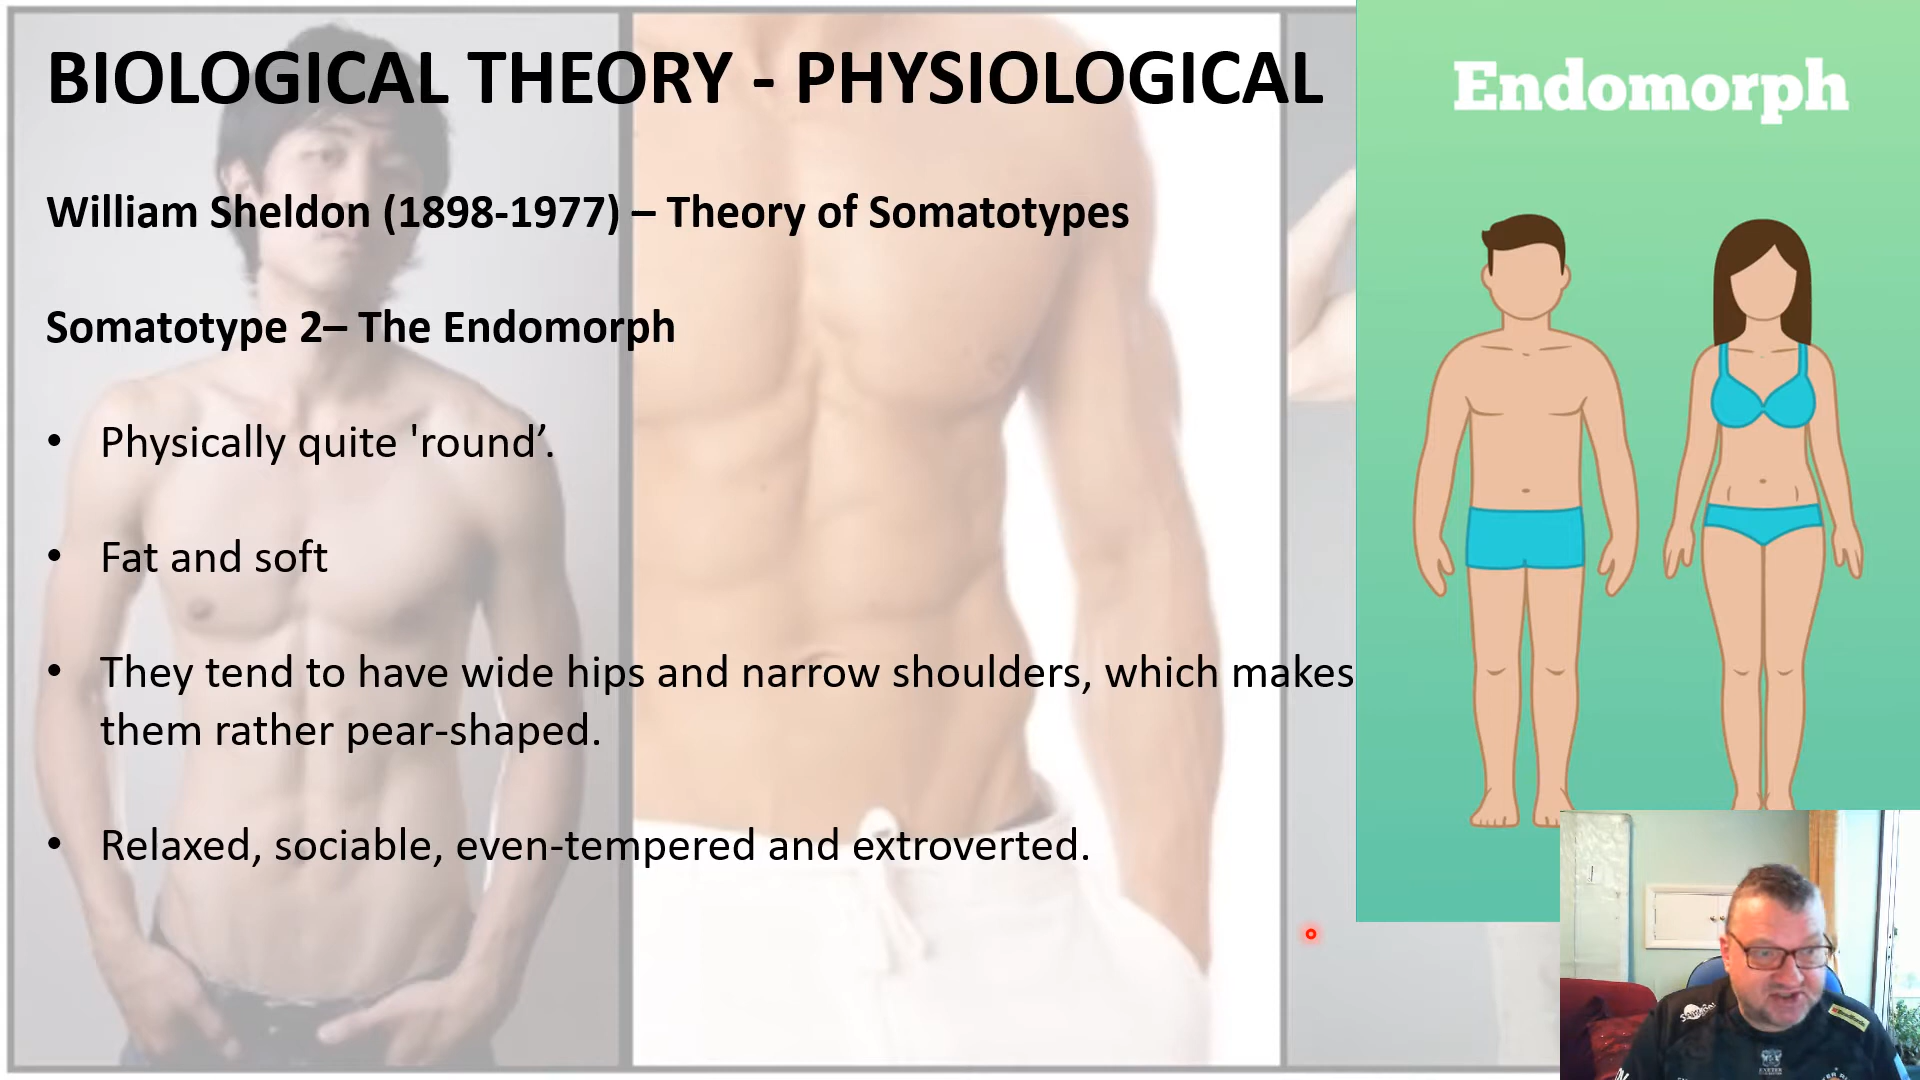 BIOLOGICAL THEORY - PHYSIOLOGICAL
Endomorph
William Sheldon (1898-1977) – Theory of Somatotypes
Somatotype 2– The Endomorph
• Physically quite 'round’.
• Fat and soft
• They tend to have wide hips and narrow shoulders, which makes
them rather pear-shaped.
• Relaxed, sociable, even-tempered and extroverted.
EXETER